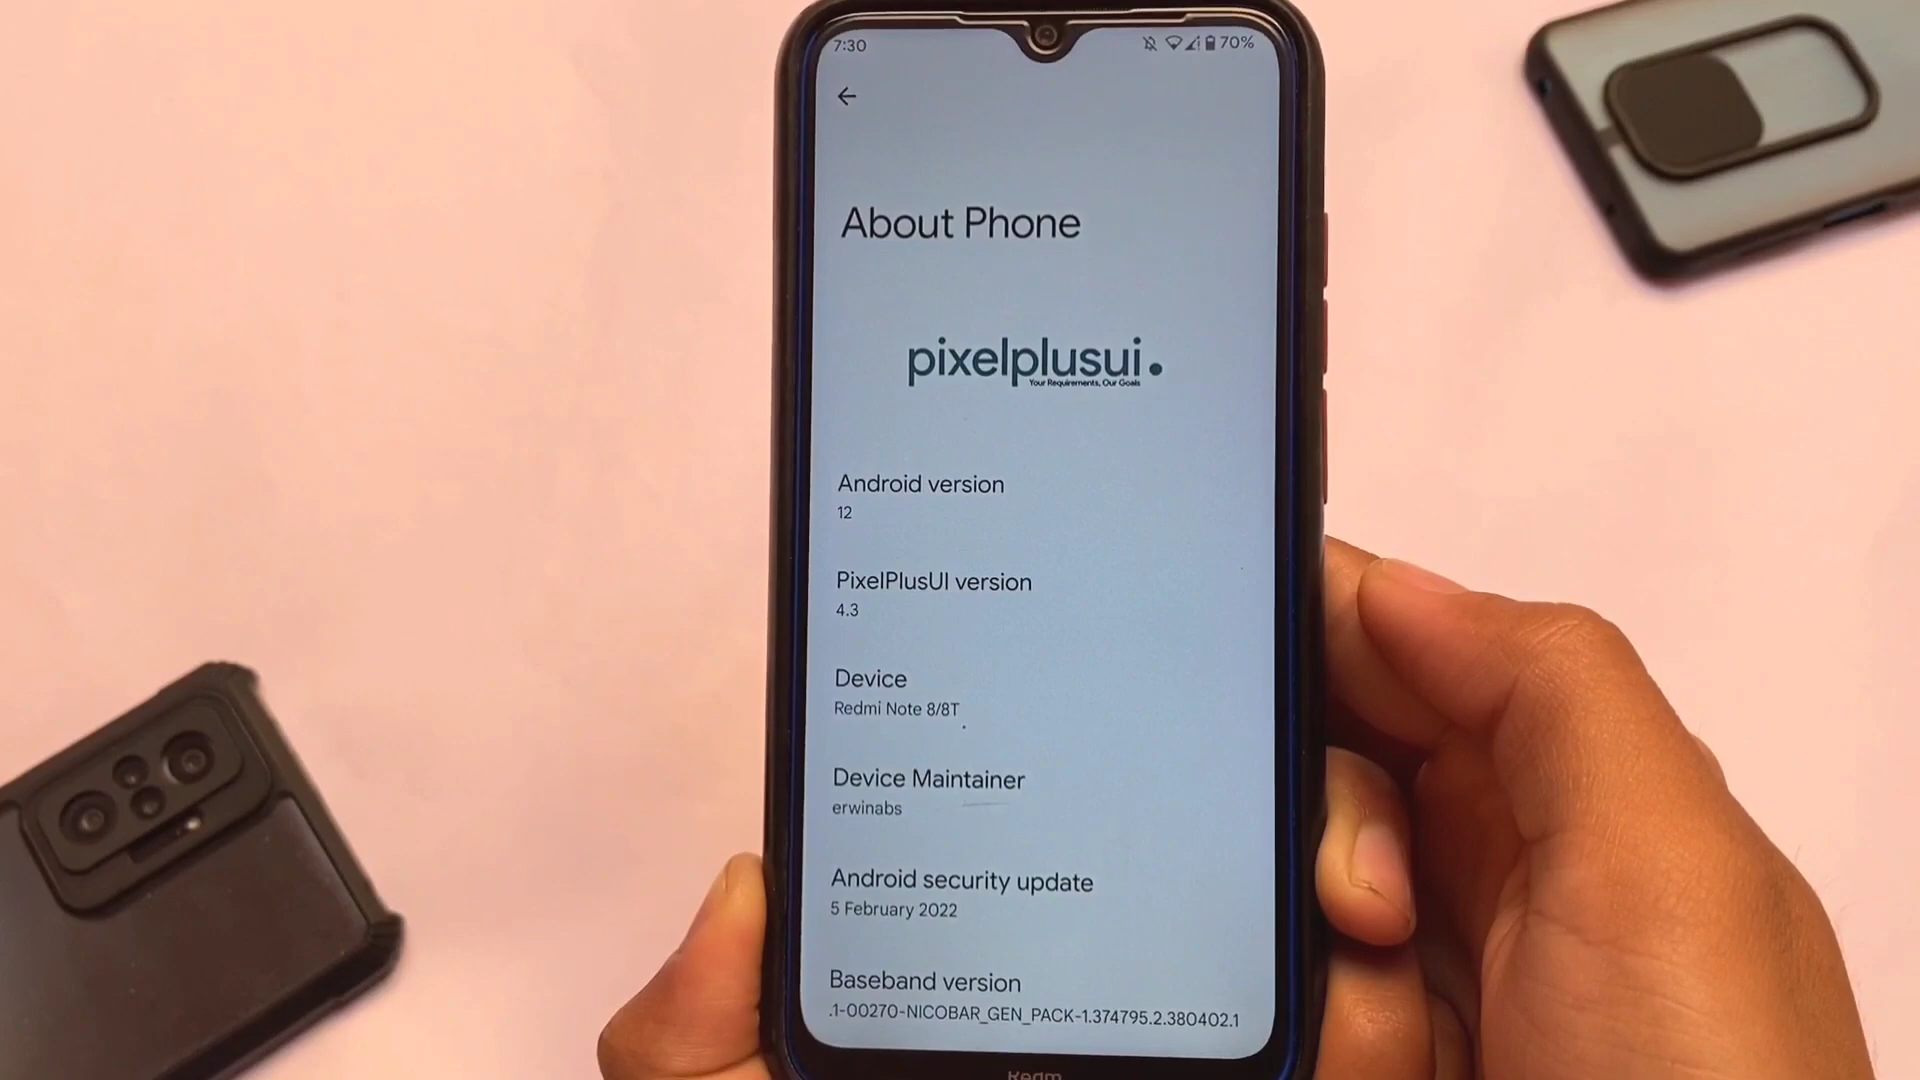 7:30 70%
About Phone
pixelplusui.
Your Requirements, Our Goals
Android version
12
PixelPlusUI version
4.3
Device
Redmi Note 8/8T
Device Maintainer
erwinabs
Android security update
5 February 2022
Baseband version
.1-00270-NICOBAR_GEN_PACK-1.374795.2.380402.1